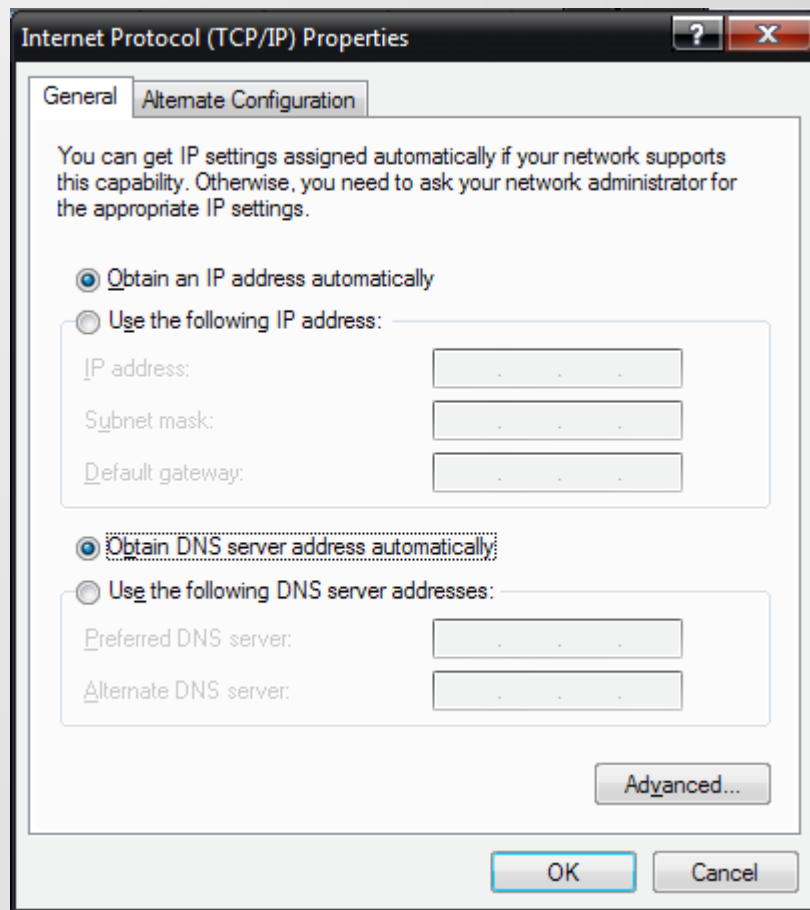 Internet Protocol (TCP/IP) Properties
General
Alternate Configuration
You can get IP settings assigned automatically if your network supports
this capability. Otherwise, you need to ask your network administrator for
the appropriate IP settings.
Obtain an IP address automatically
Use the following IP address:
IP address:
Subnet mask:
Default gateway:
Obtain DNS server address automatically
Use the following DNS server addresses:
Preferred DNS server:
Alternate DNS server:
Advanced...
OK
Cancel